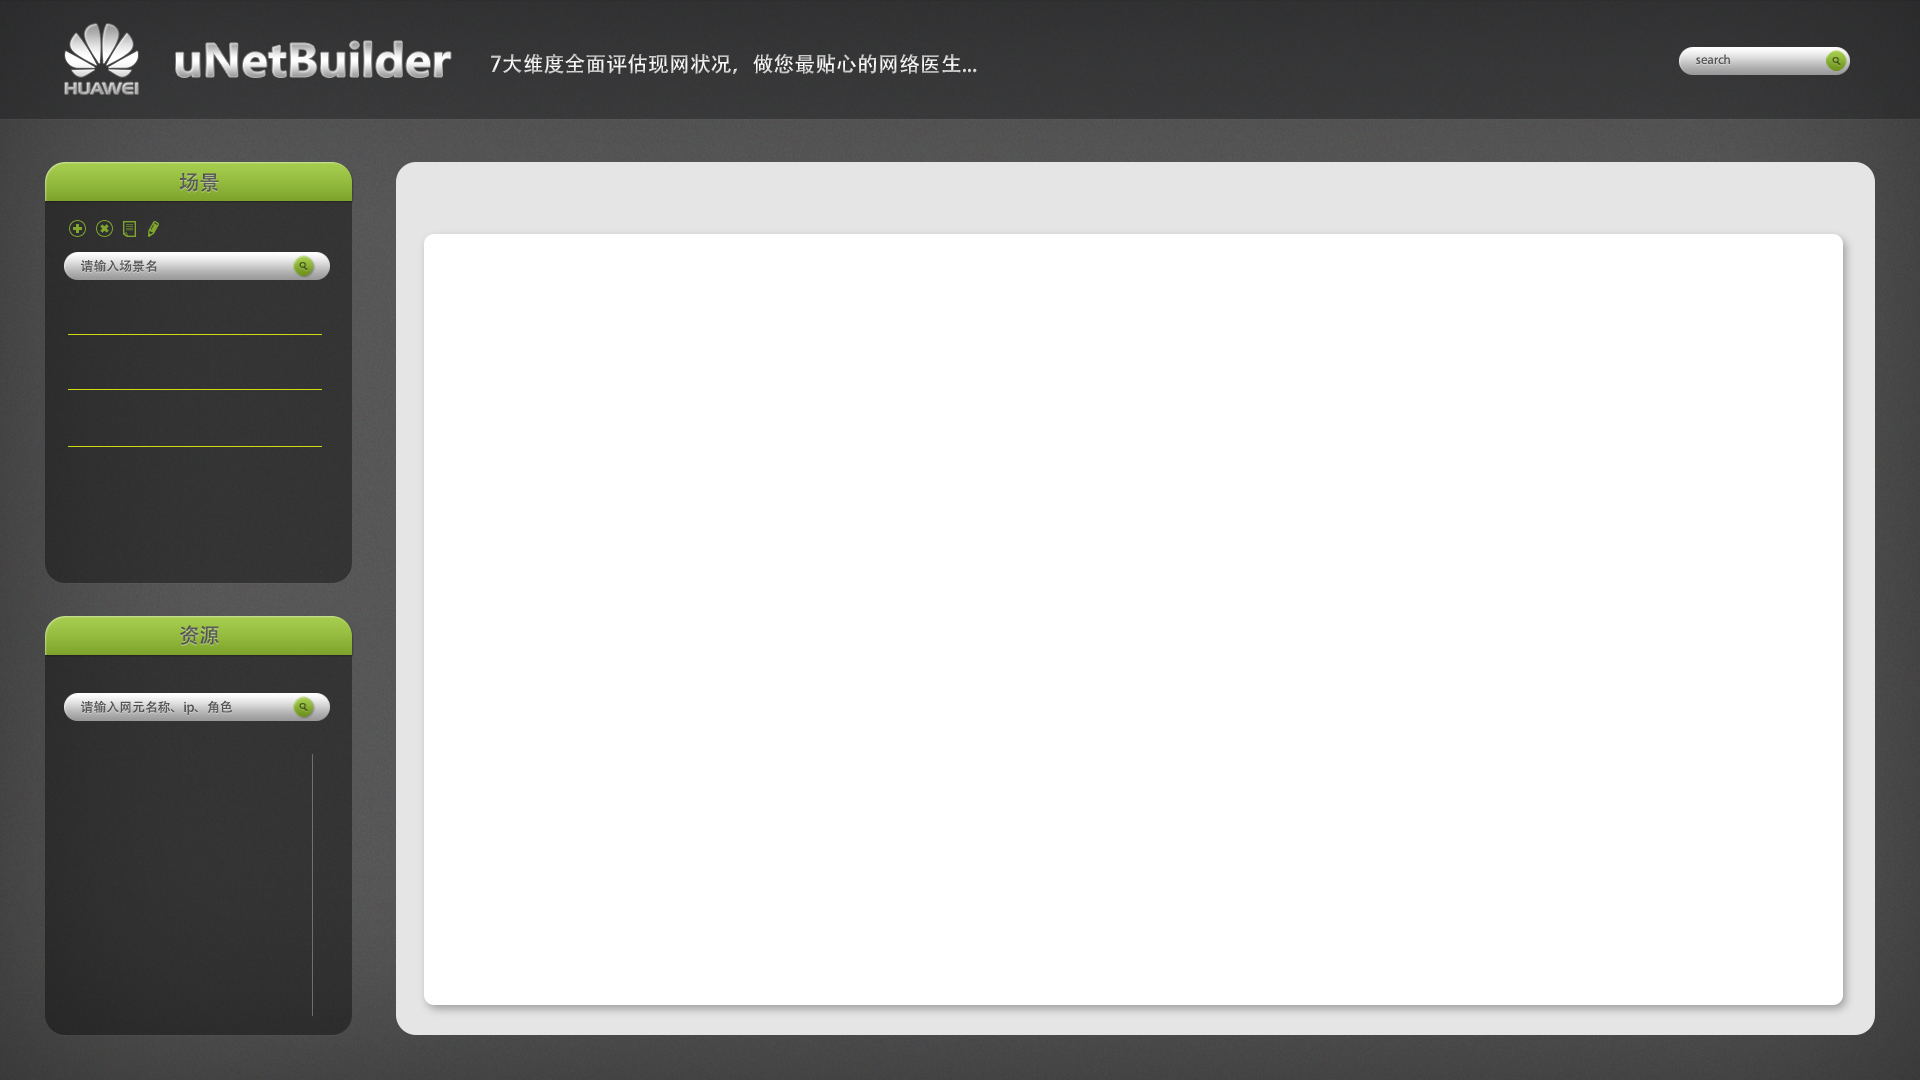 HUAWEI
uNetBuilder
7大维度全面评估现网状况，做您最贴心的网络医生...
search
场景
请输入场景名
资源
请输入网元名称、ip、角色